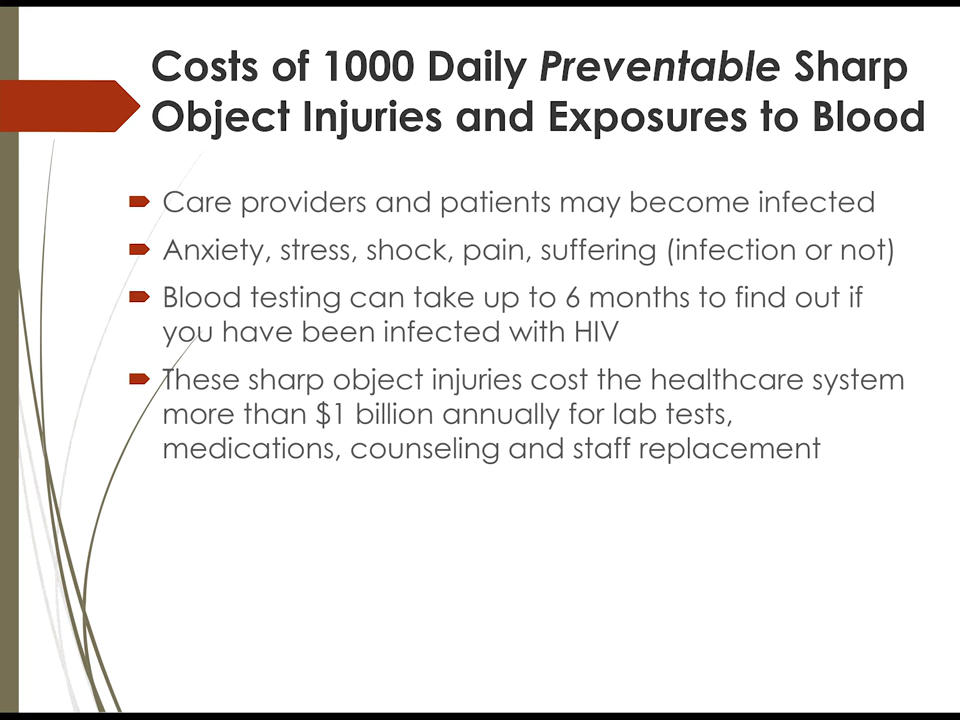 Costs of 1000 Daily Preventable Sharp
Object Injuries and Exposures to Blood
Care providers and patients may become infected
Anxiety, stress, shock, pain, suffering (infection or not)
Blood testing can take up to 6 months to find out if
you have been infected with HIV
These sharp object injuries cost the healthcare system
more than $1 billion annually for lab tests,
medications, counseling and staff replacement